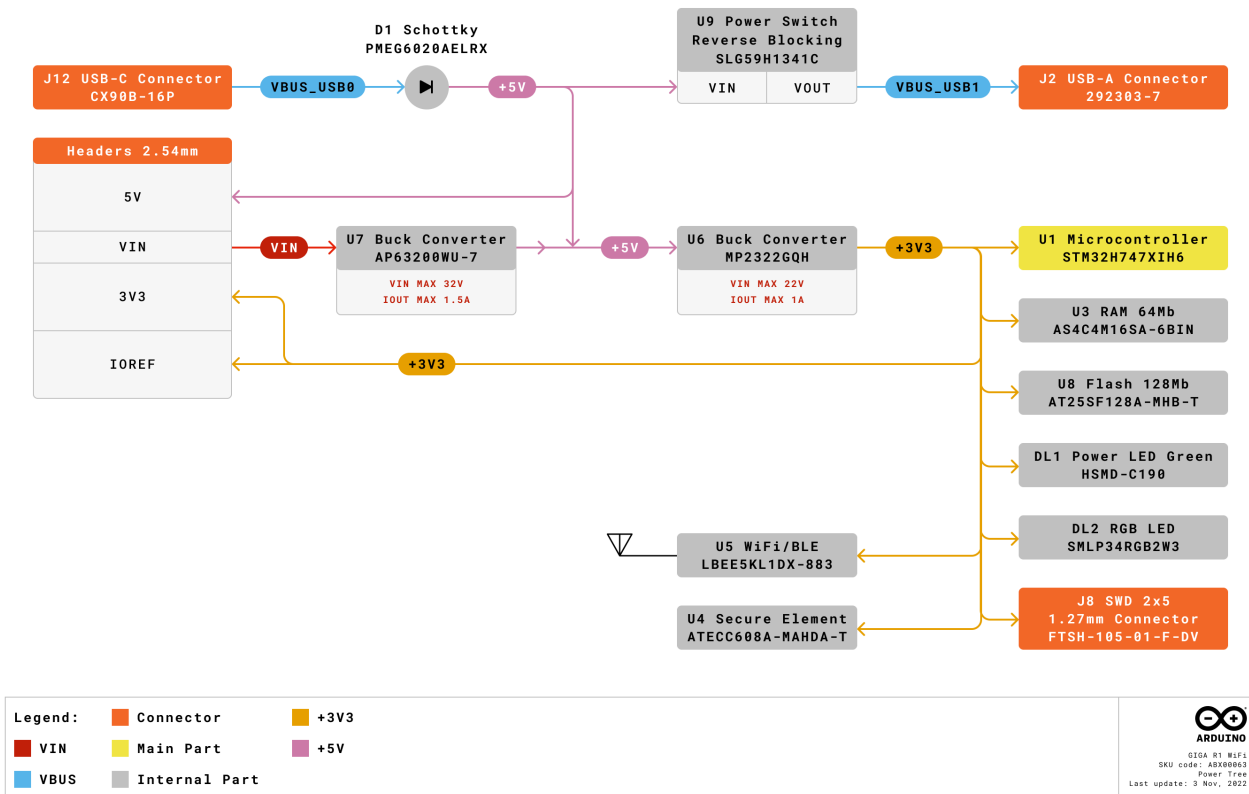 D1 Schottky
PMEG6020AELRX
U9 Power Switch
Reverse Blocking
SLG59H1341C
VIN
VOUT
J12 USB-C Connector
CX90B-16P
VBUS_USB0
+5V
VBUS_USB1
J2 USB-A Connector
292303-7
Headers 2.54mm
5V
VIN
3V3
IOREF
VIN
U7 Buck Converter
AP63200WU-7
VIN MAX 32V
IOUT MAX 1.5A
+5V
U6 Buck Converter
MP2322GQH
VIN MAX 22V
IOUT MAX 1A
+3V3
U1 Microcontroller
STM32H747XIH6
U3 RAM 64Mb
AS4C4M16SA-6BIN
+3V3
U8 Flash 128Mb
AT25SF128A-MHB-T
DL1 Power LED Green
HSMD-C190
DL2 RGB LED
SMLP34RGB2W3
U5 WiFi/BLE
LBEE5KL1DX-883
U4 Secure Element
ATECC608A-MAHDA-T
J8 SWD 2x5
1.27mm Connector
FTSH-105-01-F-DV
Legend:
Connector
+3V3
VIN
Main Part
+5V
VBUS
Internal Part
ARDUINO
GIGA R1 WiFi
SKU code: ABX00063
Power Tree
Last update: 3 Nov, 2022